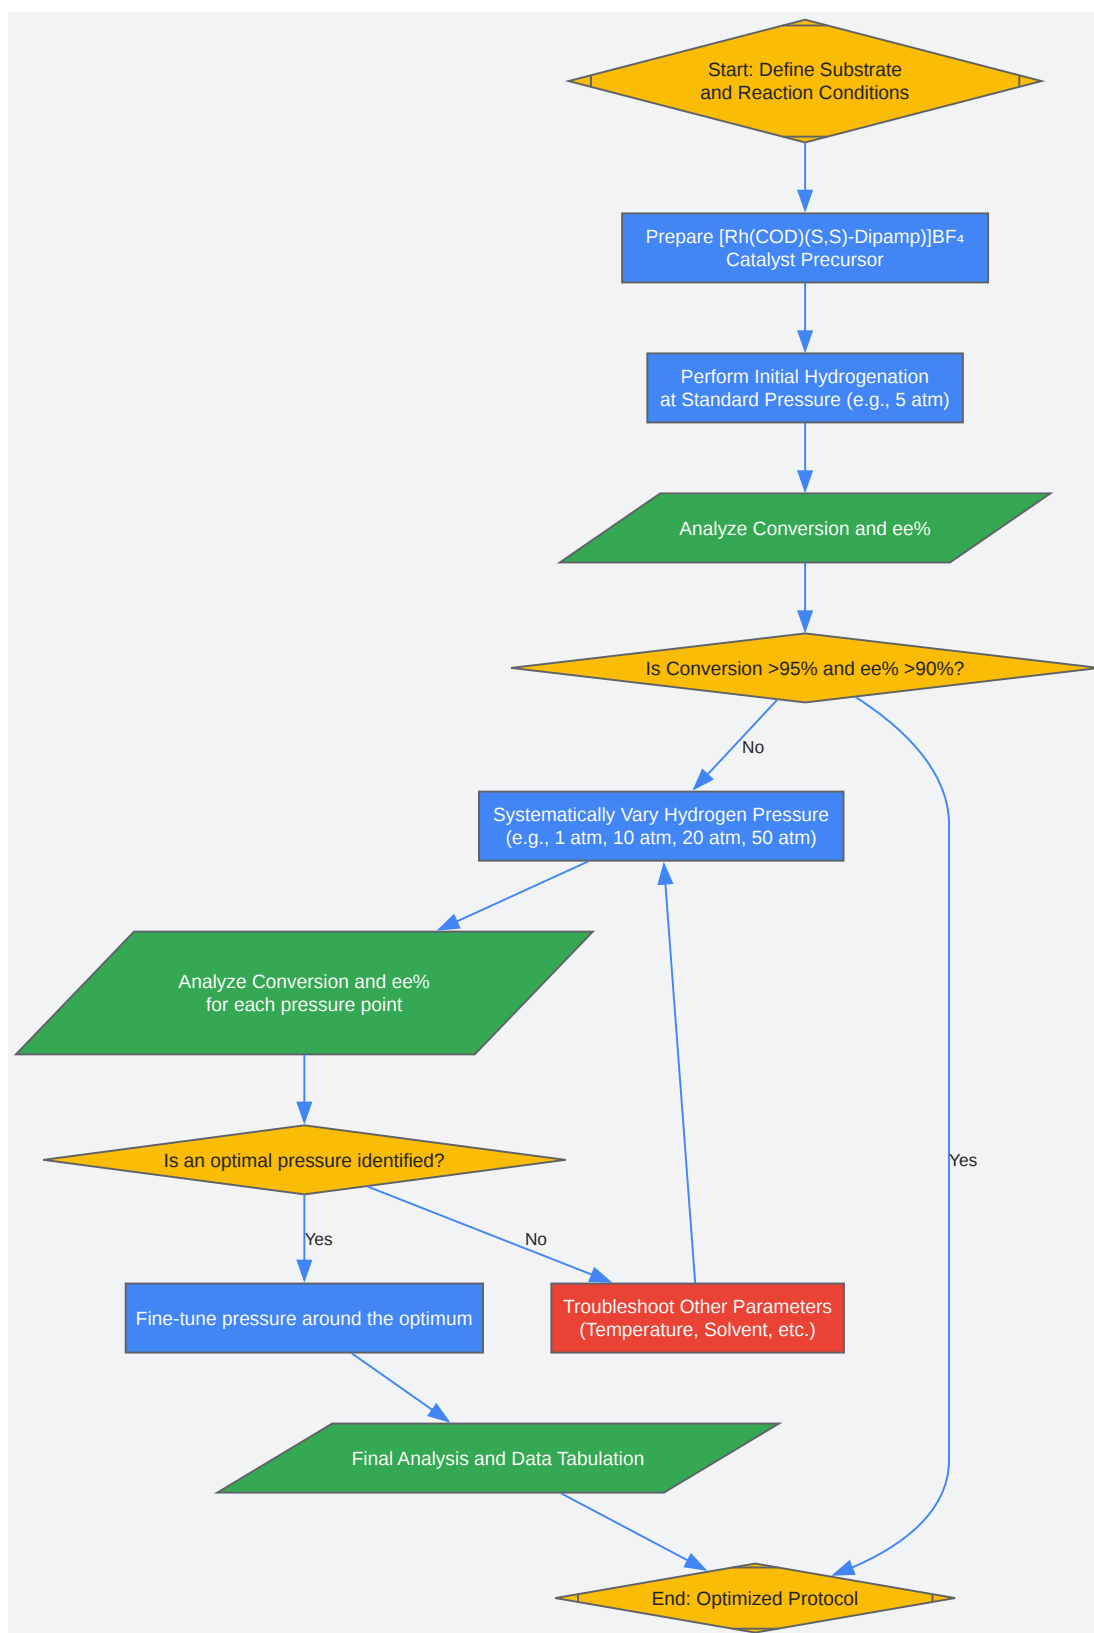 Start: Define Substrate
and Reaction Conditions
Prepare [Rh(COD)(S,S)-Dipamp)]BF₄
Catalyst Precursor
Perform Initial Hydrogenation
at Standard Pressure (e.g., 5 atm)
Analyze Conversion and ee%
Is Conversion >95% and ee% >90%?
No
Systematically Vary Hydrogen Pressure
(e.g., 1 atm, 10 atm, 20 atm, 50 atm)
Analyze Conversion and ee%
for each pressure point
Is an optimal pressure identified?
Yes
Yes
No
Fine-tune pressure around the optimum
Troubleshoot Other Parameters
(Temperature, Solvent, etc.)
Final Analysis and Data Tabulation
End: Optimized Protocol